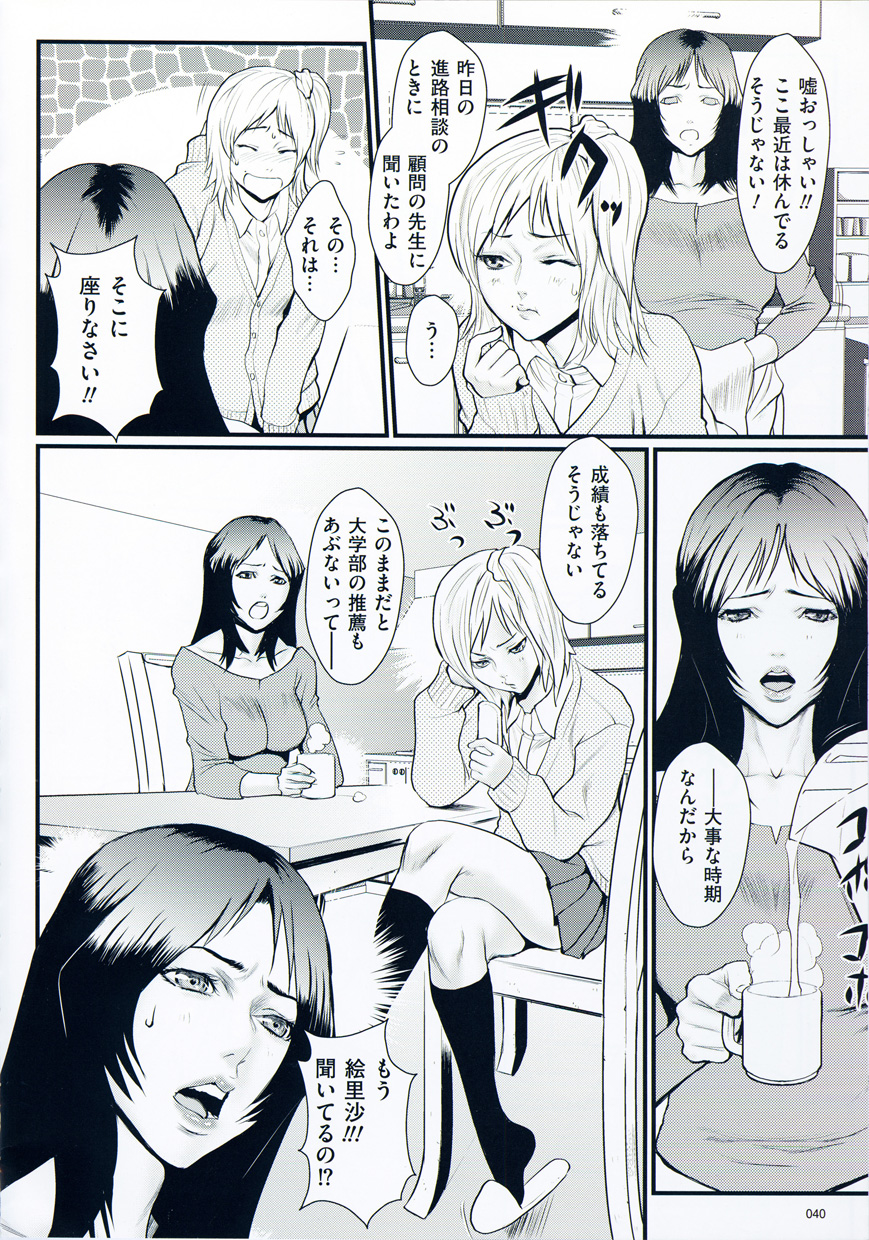 嘘おっしゃい!!
ここ最近は休んでる
そうじゃない!
ギ
ク
昨日の
進路相談の
ときに
顧問の先生に
聞いたわよ
う…
その…
それは…
そこに
座りなさい!!
――大事な時期
なんだから
コポ
コポ
成績も落ちてる
そうじゃない
ぶっ
ぶっ
このままだと
大学部の推薦も
あぶないって――
もう
絵里沙!!!
聞いてるの!?
040